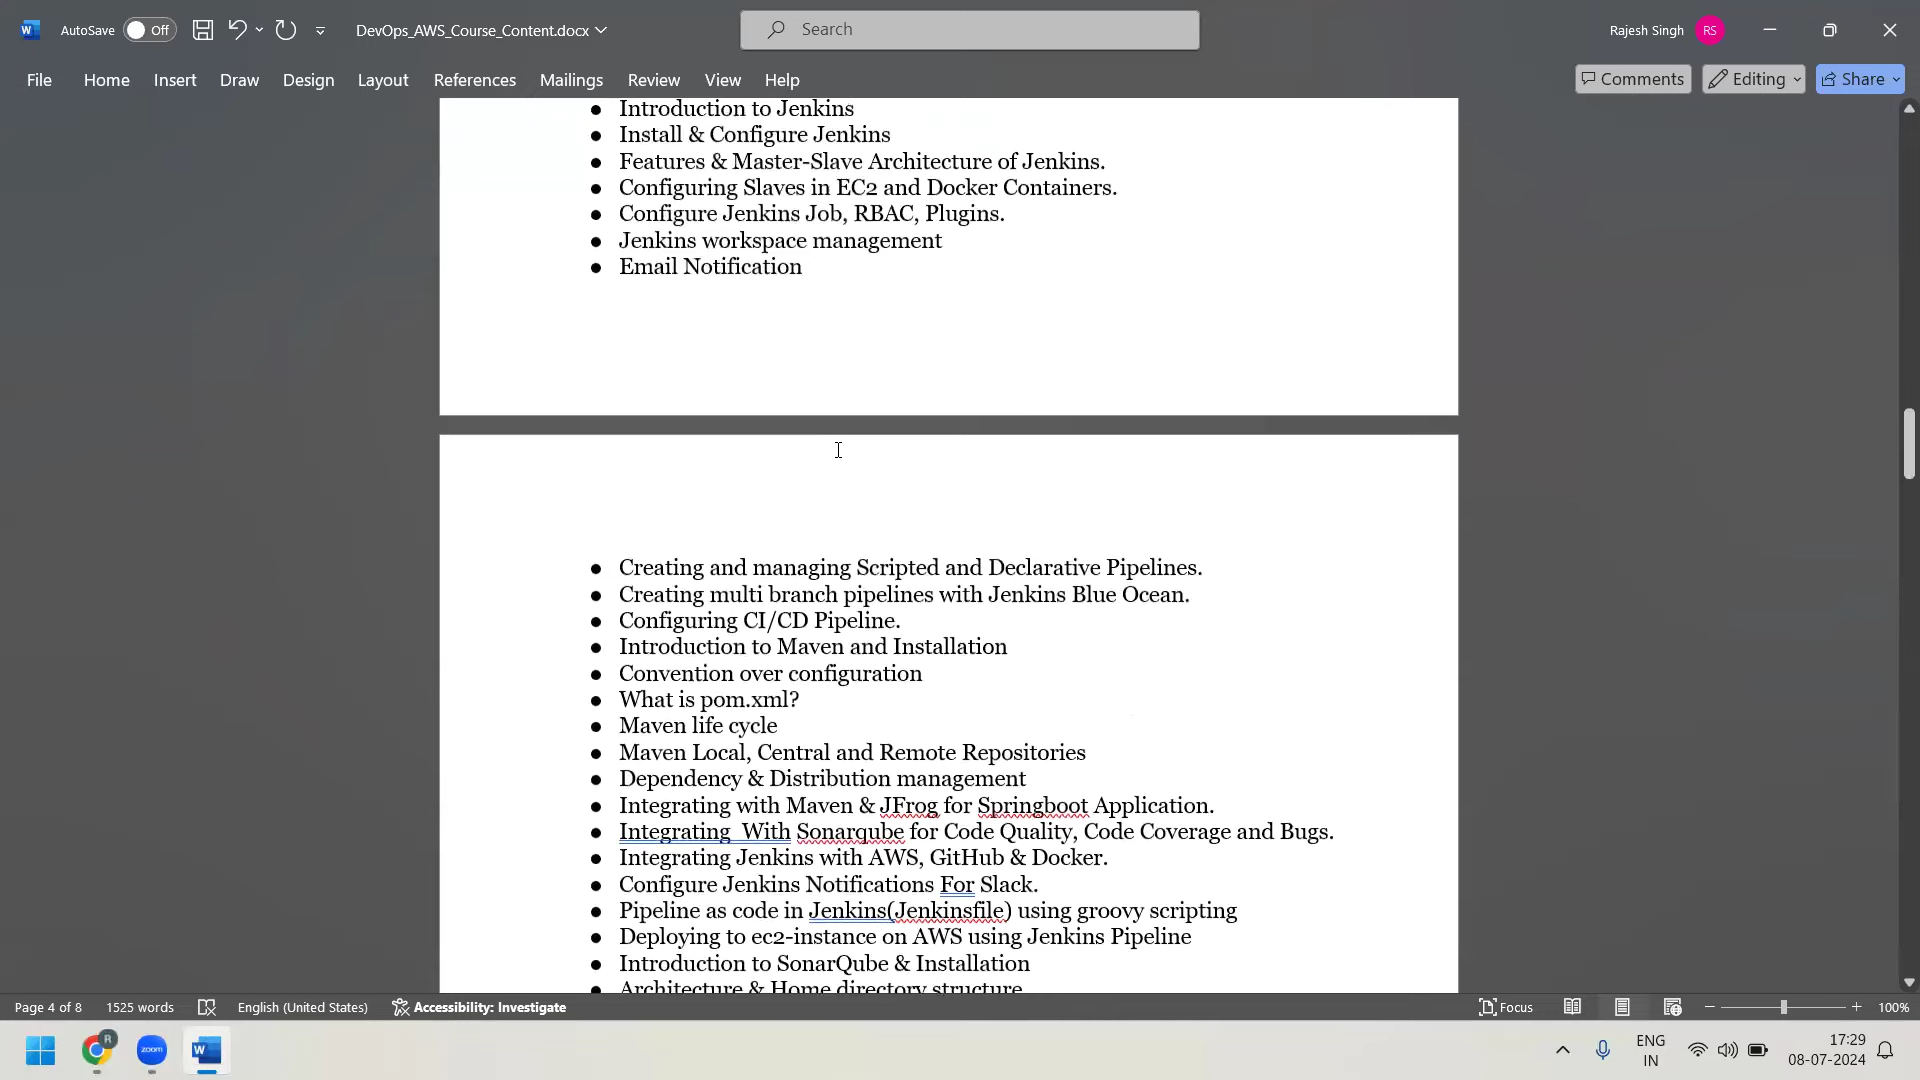 AutoSave Off DevOps_AWS_Course_Content.docx Search Rajesh Singh RS
File Home Insert Draw Design Layout References Mailings Review View Help Comments Editing Share
● Introduction to Jenkins
● Install & Configure Jenkins
● Features & Master-Slave Architecture of Jenkins.
● Configuring Slaves in EC2 and Docker Containers.
● Configure Jenkins Job, RBAC, Plugins.
● Jenkins workspace management
● Email Notification
● Creating and managing Scripted and Declarative Pipelines.
● Creating multi branch pipelines with Jenkins Blue Ocean.
● Configuring CI/CD Pipeline.
● Introduction to Maven and Installation
● Convention over configuration
● What is pom.xml?
● Maven life cycle
● Maven Local, Central and Remote Repositories
● Dependency & Distribution management
● Integrating with Maven & JFrog for Springboot Application.
● Integrating  With Sonarqube for Code Quality, Code Coverage and Bugs.
● Integrating Jenkins with AWS, GitHub & Docker.
● Configure Jenkins Notifications For Slack.
● Pipeline as code in Jenkins(Jenkinsfile) using groovy scripting
● Deploying to ec2-instance on AWS using Jenkins Pipeline
● Introduction to SonarQube & Installation
● Architecture & Home directory structure
Page 4 of 8 1525 words English (United States) Accessibility: Investigate Focus 100%
R zoom W ENG 17:29
IN 08-07-2024